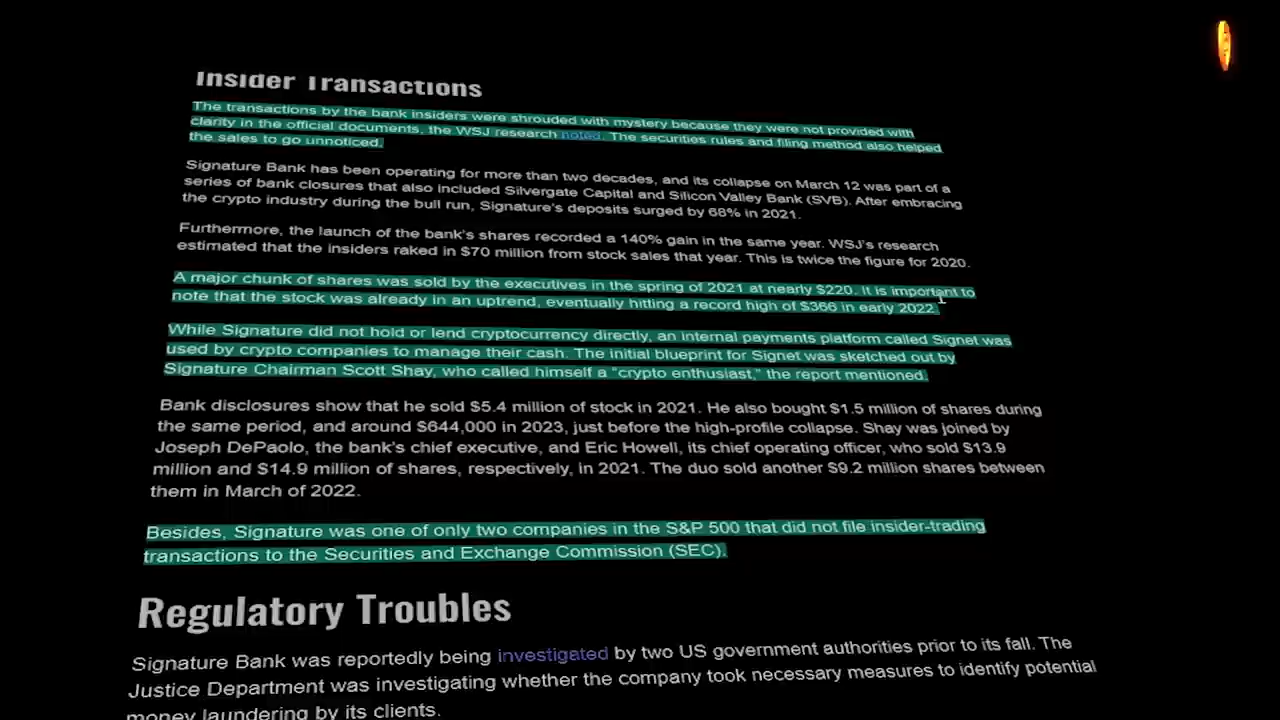 Insider Transactions
The transactions by the bank insiders were shrouded with mystery because they were not provided with
clarity in the official documents, the WSJ research noted. The securities rules and filing method also helped
the sales to go unnoticed.
Signature Bank has been operating for more than two decades, and its collapse on March 12 was part of a
series of bank closures that also included Silvergate Capital and Silicon Valley Bank (SVB). After embracing
the crypto industry during the bull run, Signature's deposits surged by 68% in 2021.
Furthermore, the launch of the bank's shares recorded a 140% gain in the same year. WSJ's research
estimated that the insiders raked in $70 million from stock sales that year. This is twice the figure for 2020.
A major chunk of shares was sold by the executives in the spring of 2021 at nearly $220. It is important to
note that the stock was already in an uptrend, eventually hitting a record high of $366 in early 2022.
While Signature did not hold or lend cryptocurrency directly, an internal payments platform called Signet was
used by crypto companies to manage their cash. The initial blueprint for Signet was sketched out by
Signature Chairman Scott Shay, who called himself a "crypto enthusiast," the report mentioned.
Bank disclosures show that he sold $5.4 million of stock in 2021. He also bought $1.5 million of shares during
the same period, and around $644,000 in 2023, just before the high-profile collapse. Shay was joined by
Joseph DePaolo, the bank's chief executive, and Eric Howell, its chief operating officer, who sold $13.9
million and $14.9 million of shares, respectively, in 2021. The duo sold another $9.2 million shares between
them in March of 2022.
Besides, Signature was one of only two companies in the S&P 500 that did not file insider-trading
transactions to the Securities and Exchange Commission (SEC).
Regulatory Troubles
Signature Bank was reportedly being investigated by two US government authorities prior to its fall. The
Justice Department was investigating whether the company took necessary measures to identify potential
money laundering by its clients.